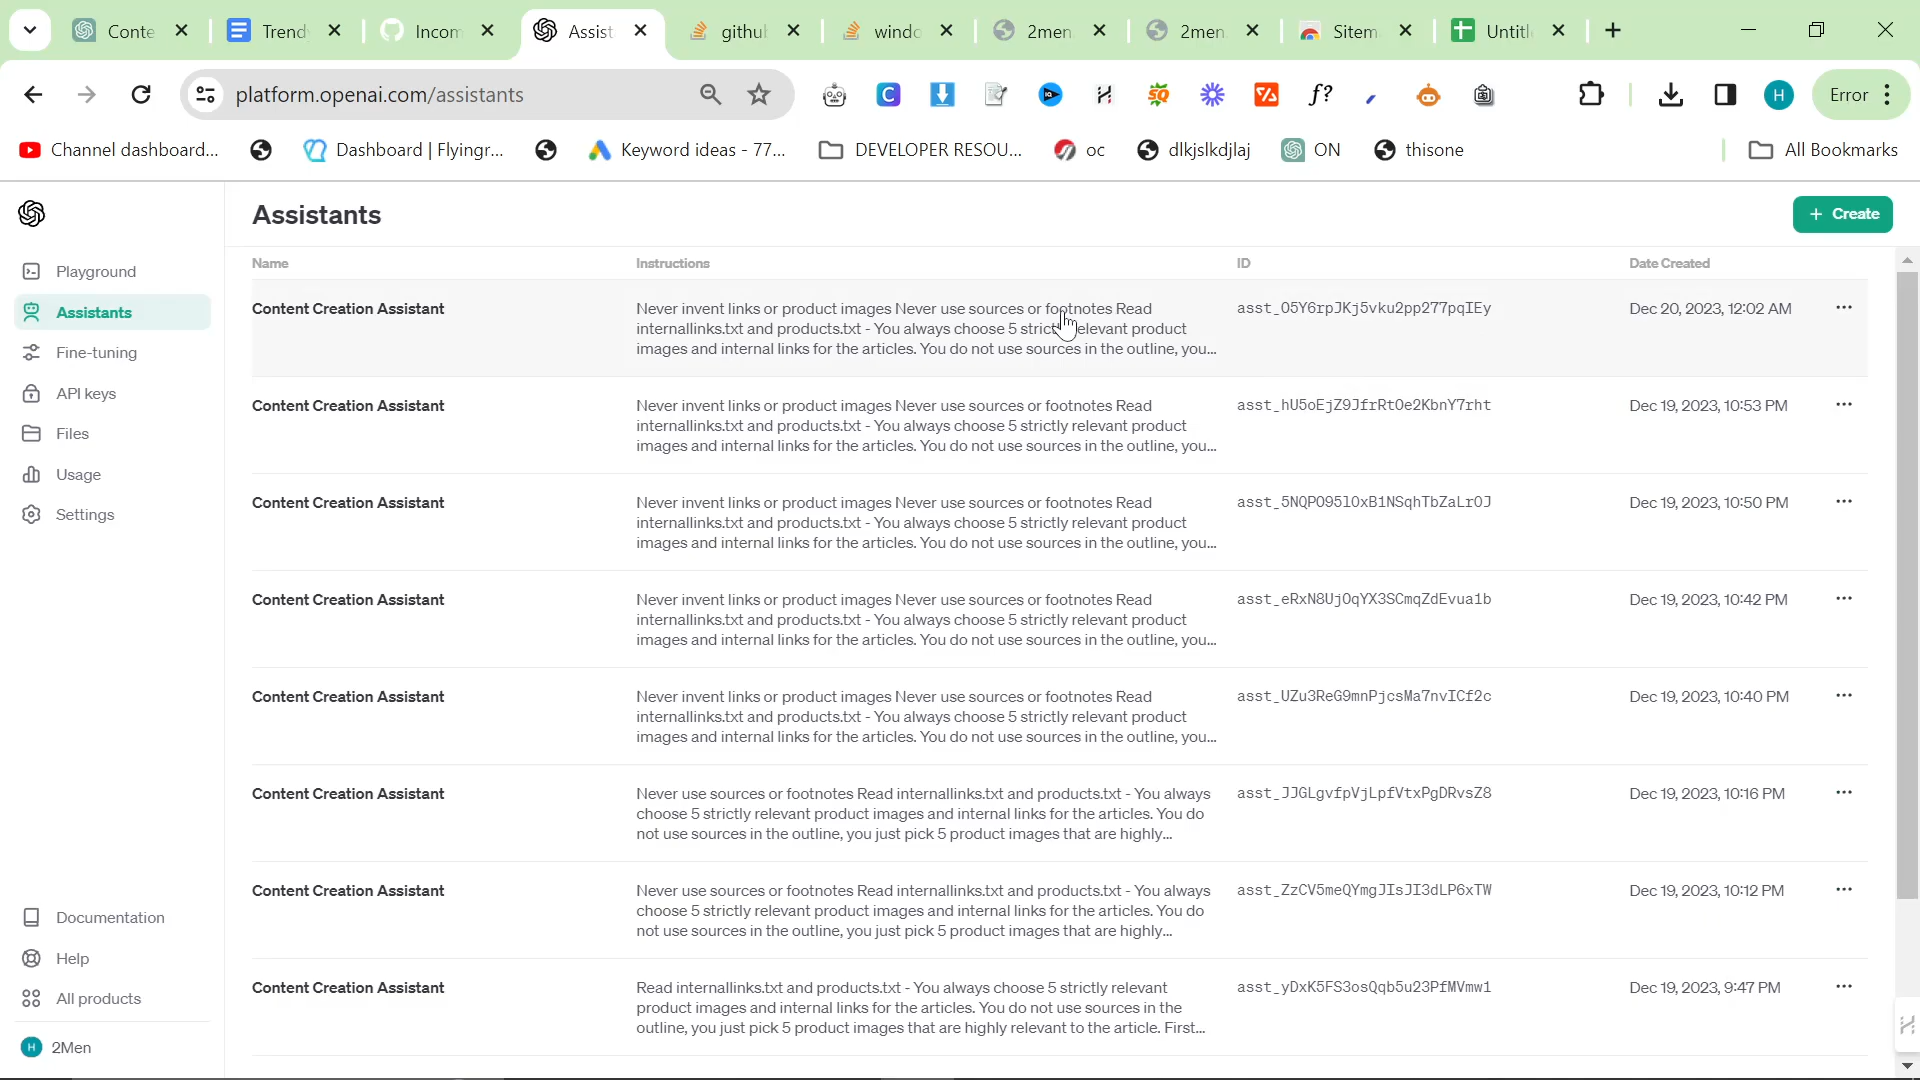 Conte
Trend
Incom
Assist
githu
windo
2men
2men
Sitem
Untitl
platform.openai.com/assistants
H
Error
Channel dashboard...
Dashboard | Flyingr...
Keyword ideas - 77...
DEVELOPER RESOU...
oc
dlkjslkdjlaj
ON
thisone
All Bookmarks
Playground
Assistants
Fine-tuning
API keys
Files
Usage
Settings
Documentation
Help
All products
H 2Men
Assistants
+ Create
Name Instructions ID Date Created
Content Creation Assistant
Never invent links or product images Never use sources or footnotes Read
internallinks.txt and products.txt - You always choose 5 strictly relevant product
images and internal links for the articles. You do not use sources in the outline, you...
asst_O5Y6rpJKj5vku2pp277pqIEy
Dec 20, 2023, 12:02 AM
Content Creation Assistant
Never invent links or product images Never use sources or footnotes Read
internallinks.txt and products.txt - You always choose 5 strictly relevant product
images and internal links for the articles. You do not use sources in the outline, you...
asst_hU5oEjZ9JfrRtOe2KbnY7rht
Dec 19, 2023, 10:53 PM
Content Creation Assistant
Never invent links or product images Never use sources or footnotes Read
internallinks.txt and products.txt - You always choose 5 strictly relevant product
images and internal links for the articles. You do not use sources in the outline, you...
asst_5NQPO951OxB1NSqhTbZaLrOJ
Dec 19, 2023, 10:50 PM
Content Creation Assistant
Never invent links or product images Never use sources or footnotes Read
internallinks.txt and products.txt - You always choose 5 strictly relevant product
images and internal links for the articles. You do not use sources in the outline, you...
asst_eRxN8UjOqYX3SCmqZdEvua1b
Dec 19, 2023, 10:42 PM
Content Creation Assistant
Never invent links or product images Never use sources or footnotes Read
internallinks.txt and products.txt - You always choose 5 strictly relevant product
images and internal links for the articles. You do not use sources in the outline, you...
asst_UZu3ReG9mnPjcsMa7nvICf2c
Dec 19, 2023, 10:40 PM
Content Creation Assistant
Never use sources or footnotes Read internallinks.txt and products.txt - You always
choose 5 strictly relevant product images and internal links for the articles. You do
not use sources in the outline, you just pick 5 product images that are highly...
asst_JJGLgvfpVjLpfVtxPgDRvsZ8
Dec 19, 2023, 10:16 PM
Content Creation Assistant
Never use sources or footnotes Read internallinks.txt and products.txt - You always
choose 5 strictly relevant product images and internal links for the articles. You do
not use sources in the outline, you just pick 5 product images that are highly...
asst_ZzCV5meQYmgJIsJI3dLP6xTW
Dec 19, 2023, 10:12 PM
Content Creation Assistant
Read internallinks.txt and products.txt - You always choose 5 strictly relevant
product images and internal links for the articles. You do not use sources in the
outline, you just pick 5 product images that are highly relevant to the article. First...
asst_yDxK5FS3osQqb5u23PfMVmw1
Dec 19, 2023, 9:47 PM